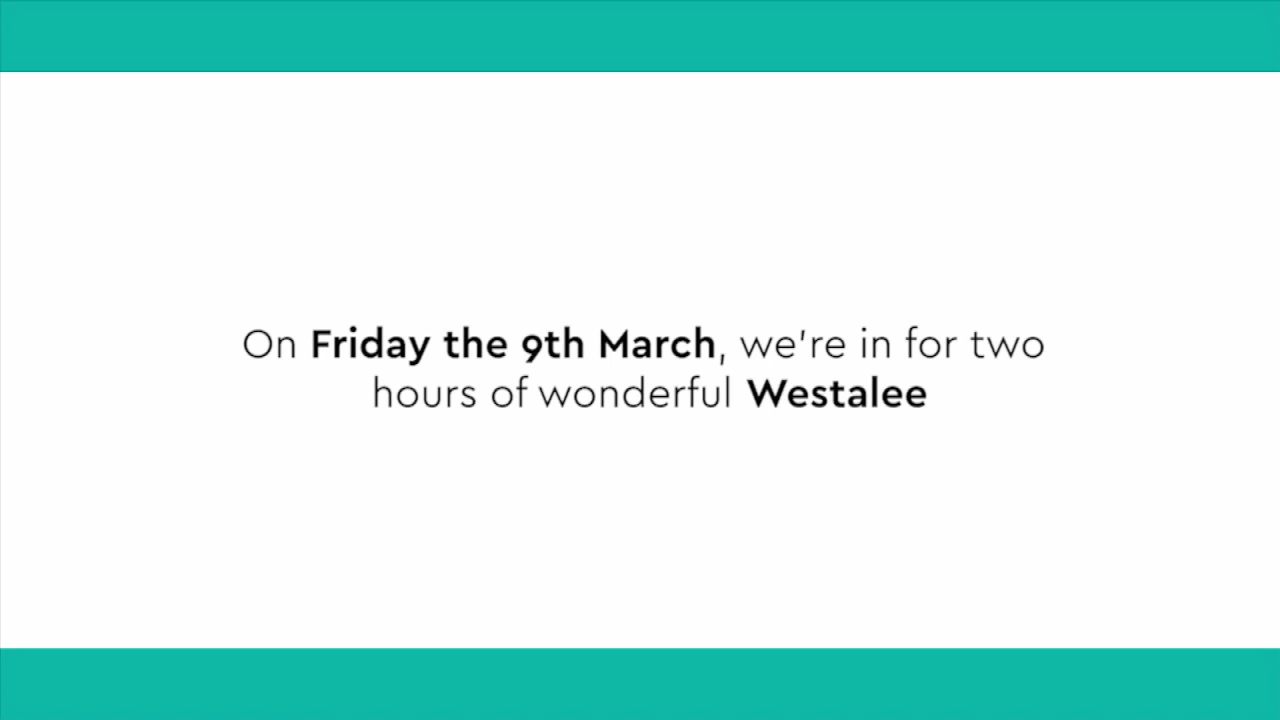 On Friday the 9th March, we're in for two
hours of wonderful Westalee